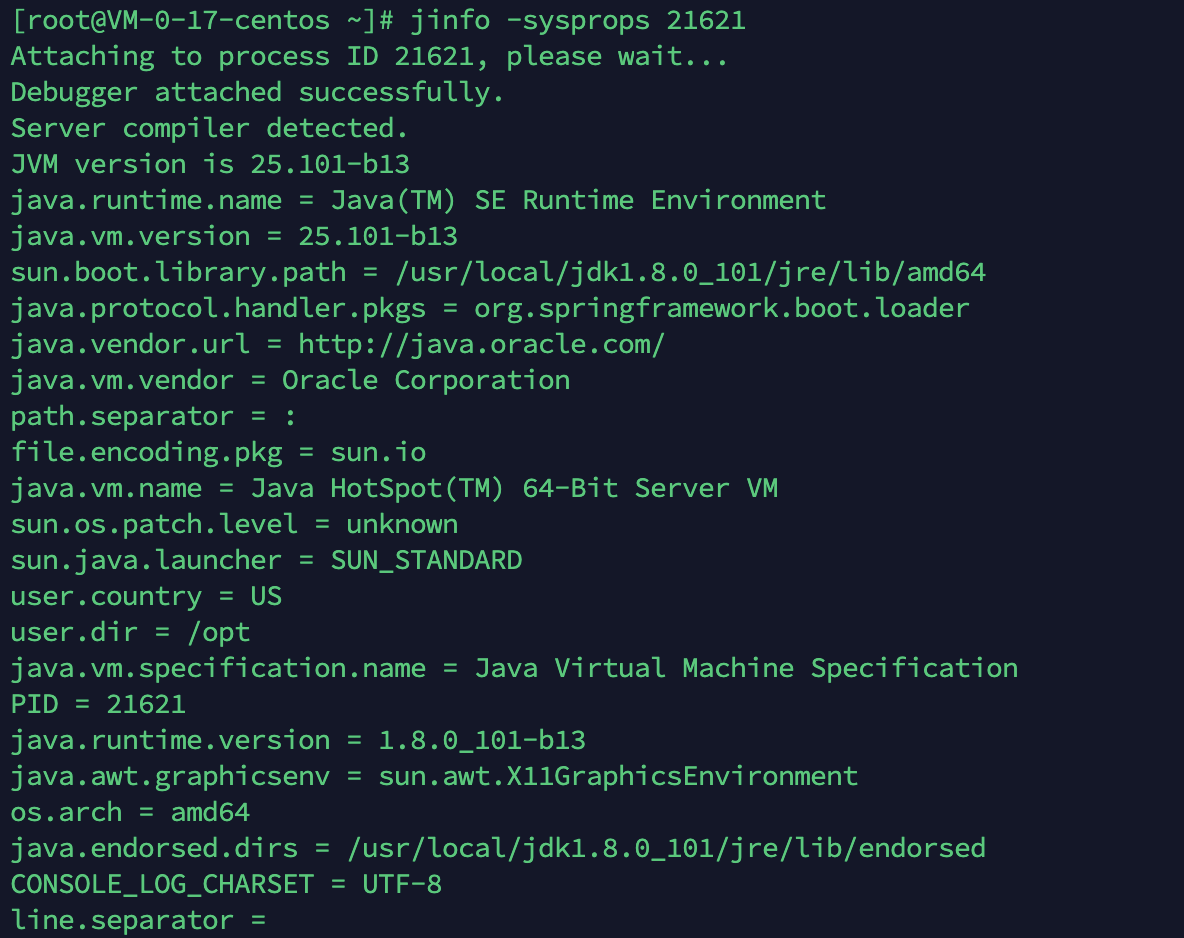 [root@VM-0-17-centos ~]# jinfo -sysprops 21621
Attaching to process ID 21621, please wait...
Debugger attached successfully.
Server compiler detected.
JVM version is 25.101-b13
java.runtime.name = Java(TM) SE Runtime Environment
java.vm.version = 25.101-b13
sun.boot.library.path = /usr/local/jdk1.8.0_101/jre/lib/amd64
java.protocol.handler.pkgs = org.springframework.boot.loader
java.vendor.url = http://java.oracle.com/
java.vm.vendor = Oracle Corporation
path.separator = :
file.encoding.pkg = sun.io
java.vm.name = Java HotSpot(TM) 64-Bit Server VM
sun.os.patch.level = unknown
sun.java.launcher = SUN_STANDARD
user.country = US
user.dir = /opt
java.vm.specification.name = Java Virtual Machine Specification
PID = 21621
java.runtime.version = 1.8.0_101-b13
java.awt.graphicsenv = sun.awt.X11GraphicsEnvironment
os.arch = amd64
java.endorsed.dirs = /usr/local/jdk1.8.0_101/jre/lib/endorsed
CONSOLE_LOG_CHARSET = UTF-8
line.separator =